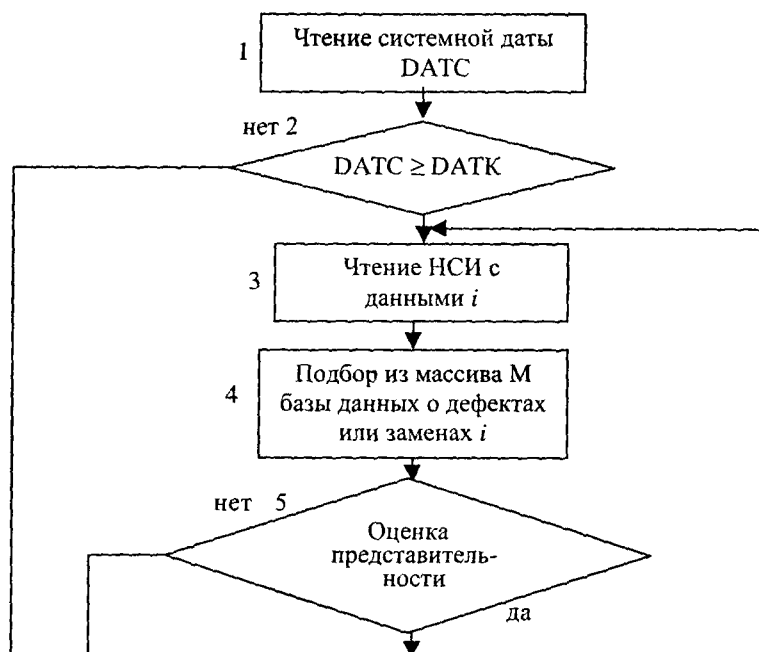 1
Чтение системной даты
DATC
нет 2
DATC ≥ DATK
3
Чтение НСИ с
данными i
4
Подбор из массива М
базы данных о дефектах
или заменах i
нет 5
Оценка
представитель-
ности
да